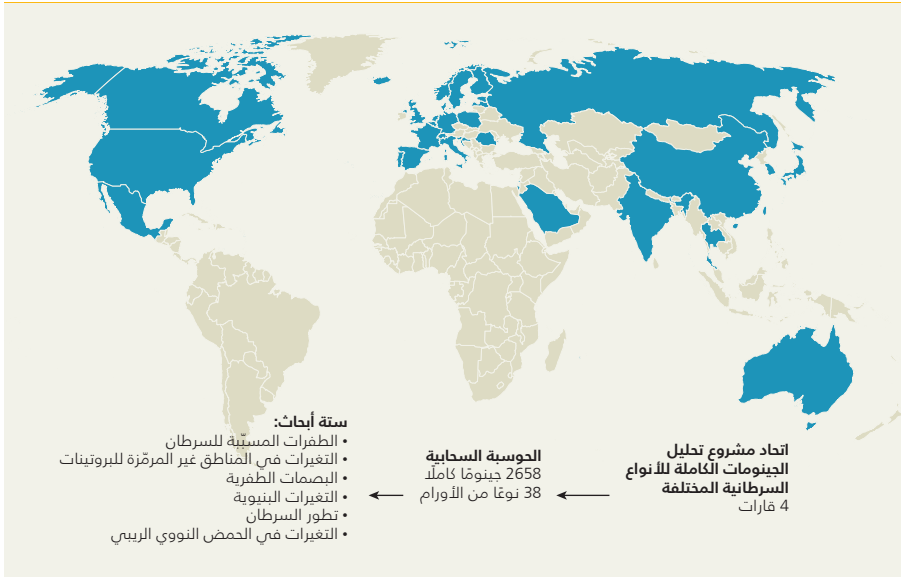 اتحاد مشروع تحليل
الجينومات الكاملة للأنواع
السرطانية المختلفة
4 قارات
الحوسبة السحابية
2658 جينومًا كاملًا
38 نوعًا من الأورام
ستة أبحاث:
• الطفرات المسبّبة للسرطان
• التغيرات في المناطق غير المرمّزة للبروتينات
• البصمات الطفرية
• التغيرات البنيوية
• تطور السرطان
• التغيرات في الحمض النووي الريبي